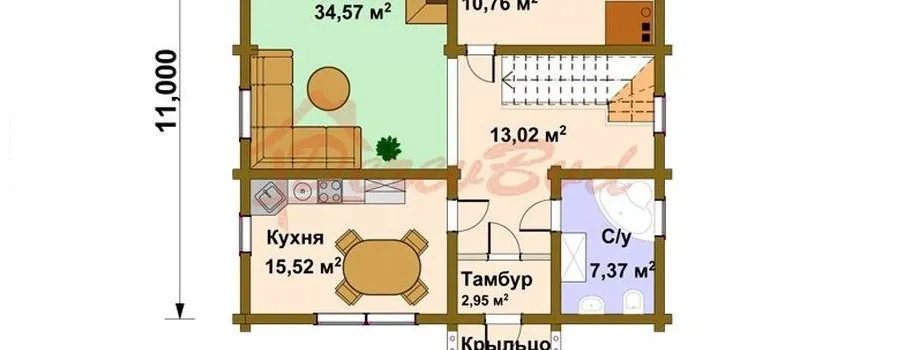 34,57 м²
10,76 м²
11,000
13,02 м²
RazovBud
Кухня
15,52 м²
С/у
7,37 м²
Тамбур
2,95 м²
Крыльцо